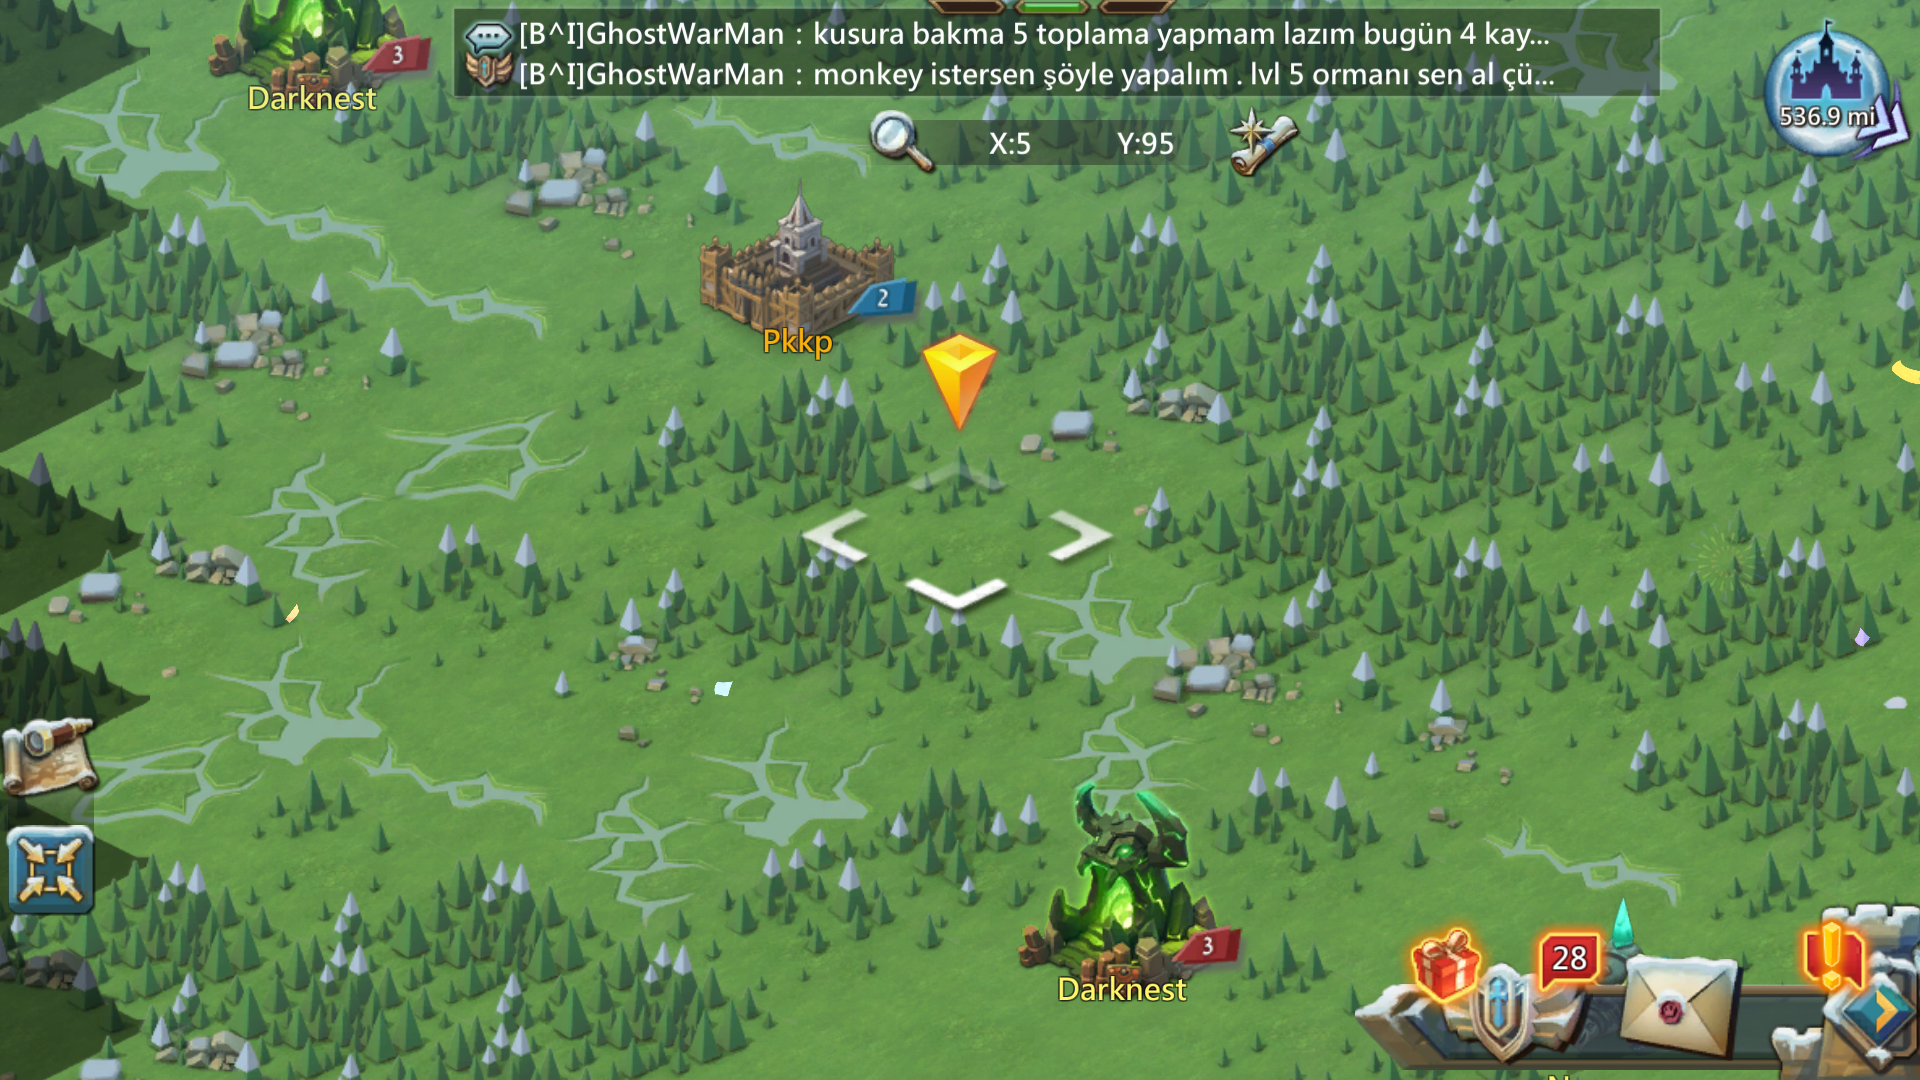 3
Darknest
[B^I]GhostWarMan : kusura bakma 5 toplama yapmam lazım bugün 4 kay...
[B^I]GhostWarMan : monkey istersen şöyle yapalım . lvl 5 ormanı sen al çü...
536.9 mi
X:5 Y:95
2
Pkkp
3
Darknest
28